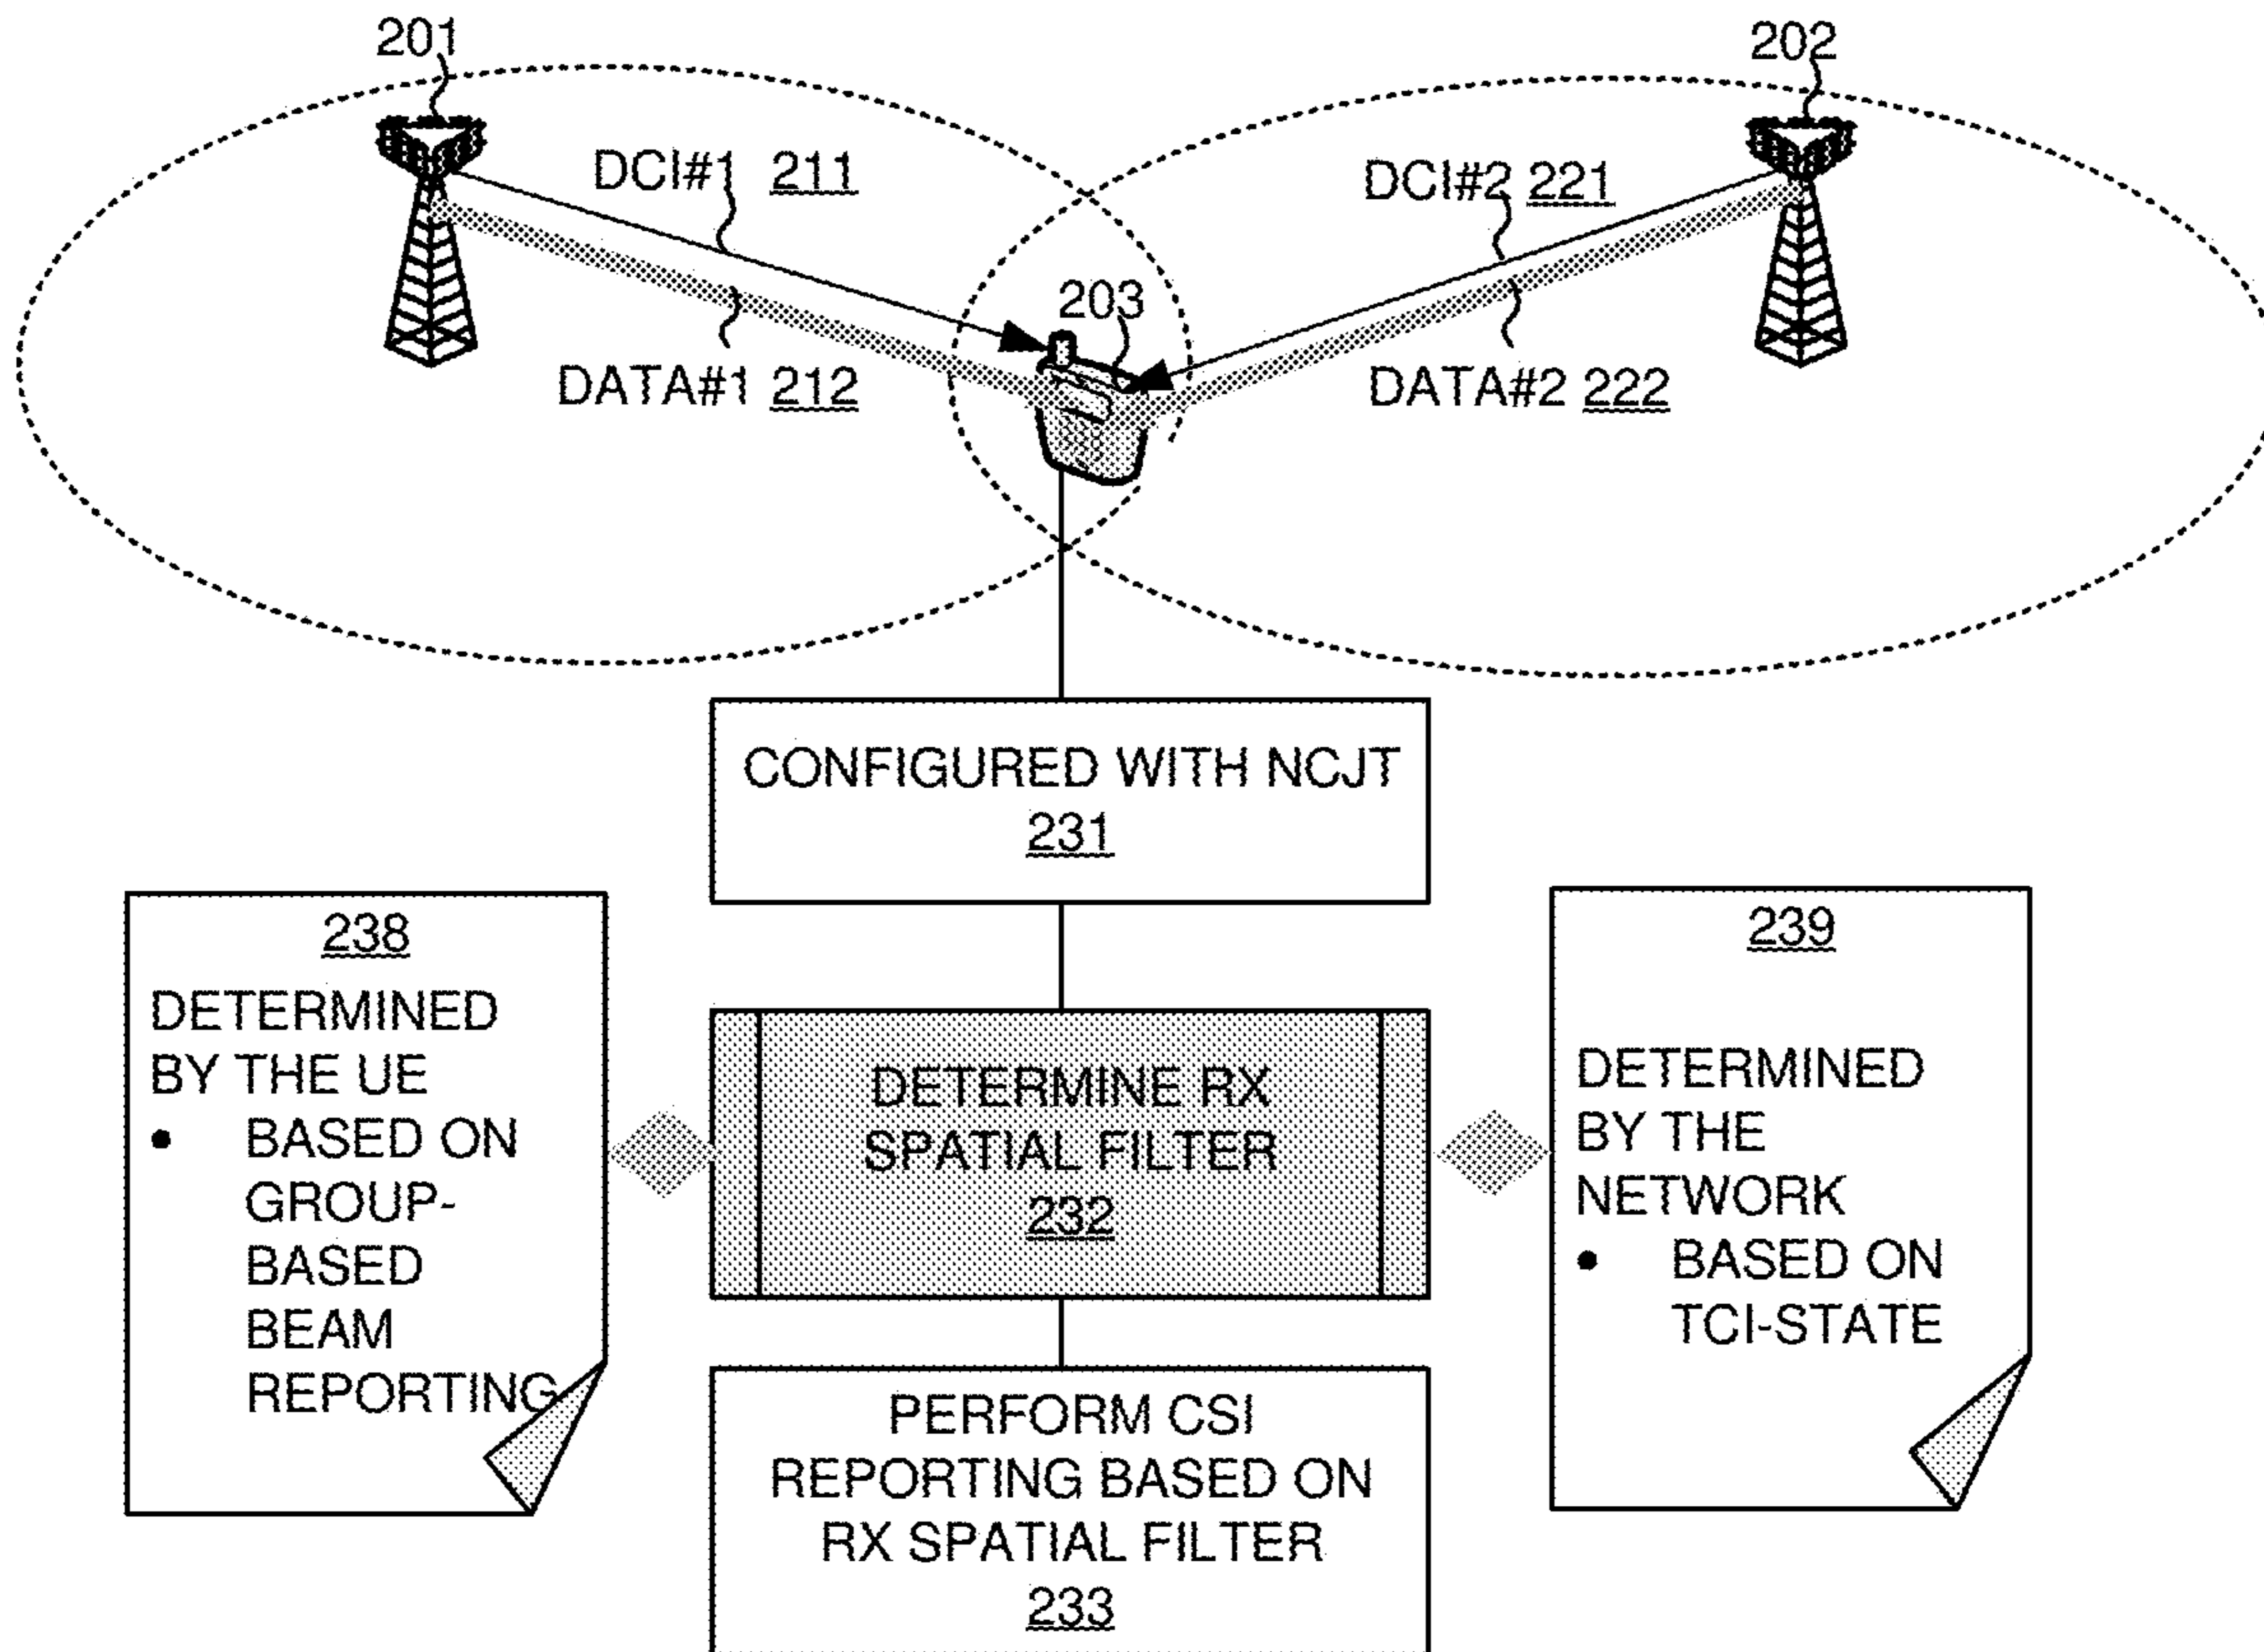 201
202
DCI#1 211
DCI#2 221
203
DATA#1 212
DATA#2 222
CONFIGURED WITH NCJT
231
238
DETERMINED
BY THE UE
• BASED ON
GROUP-
BASED
BEAM
REPORTING
DETERMINE RX
SPATIAL FILTER
232
239
DETERMINED
BY THE
NETWORK
• BASED ON
TCI-STATE
PERFORM CSI
REPORTING BASED ON
RX SPATIAL FILTER
233